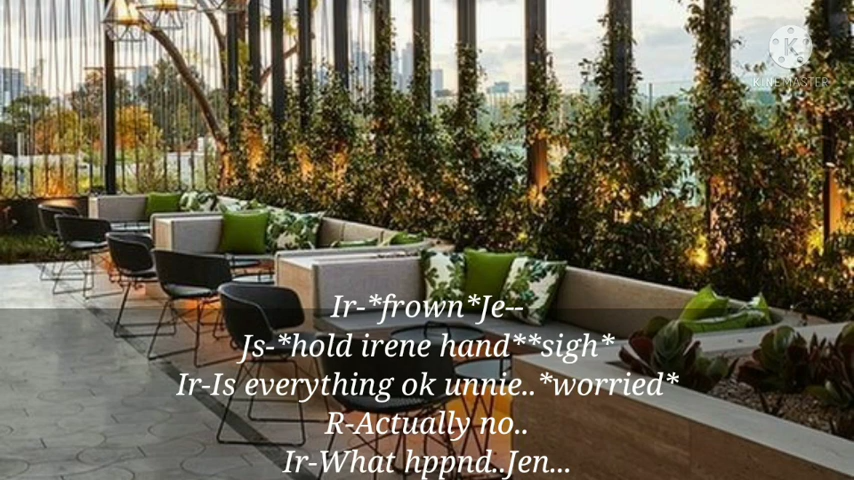 KINEMASTER
Ir-*frown*Je--
Js-*hold irene hand**sigh*
Ir-Is everything ok unnie..*worried*
R-Actually no..
Ir-What hppnd..Jen...